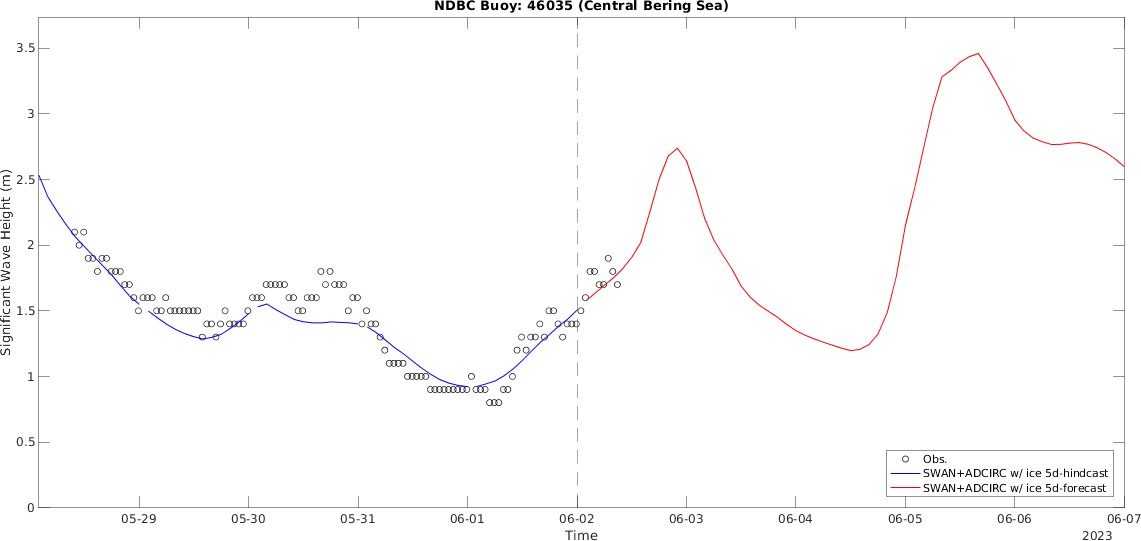 NDBC Buoy: 46035 (Central Bering Sea)
Significant Wave Height (m)
3.5
3
2.5
2
1.5
1
0.5
0
Obs.
SWAN+ADCIRC w/ ice 5d-hindcast
SWAN+ADCIRC w/ ice 5d-forecast
05-29 05-30 05-31 06-01 06-02 06-03 06-04 06-05 06-06 06-07
Time
2023